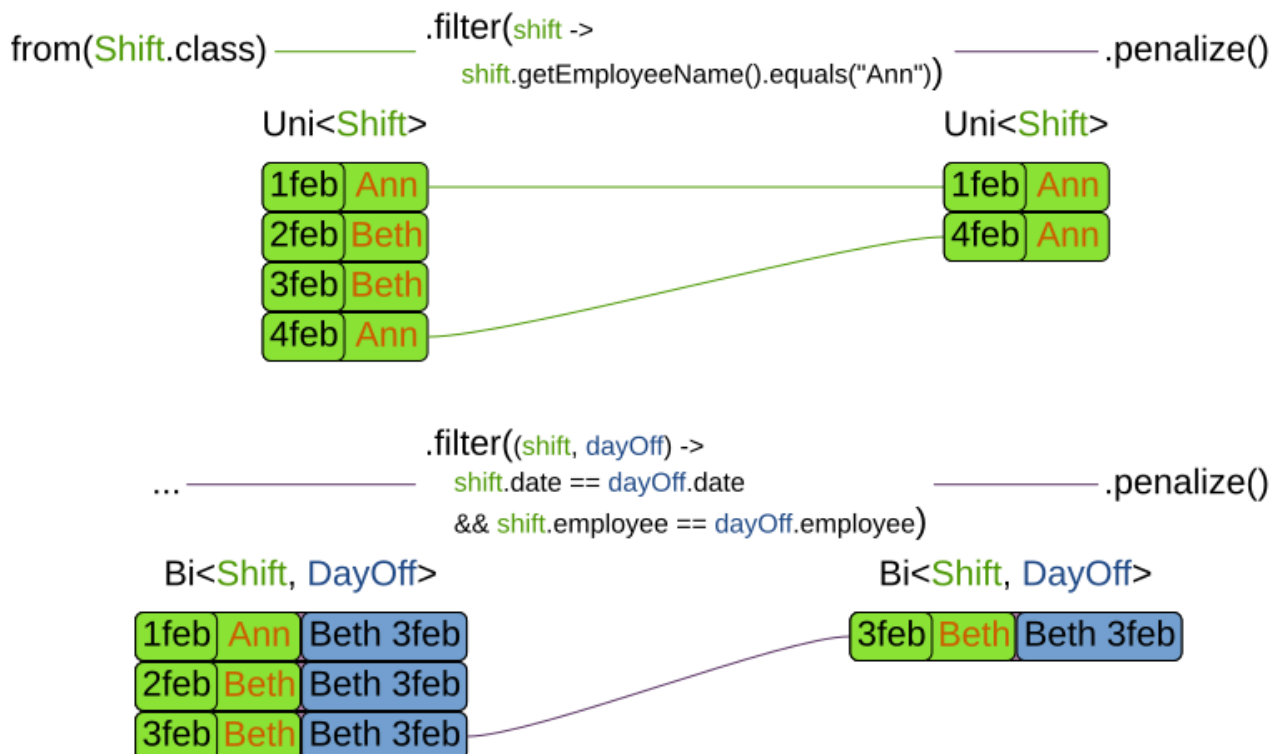 from(Shift.class)
.filter(shift ->
shift.getEmployeeName().equals("Ann"))
.penalize()
Uni<Shift>
Uni<Shift>
1feb Ann
1feb Ann
2feb Beth
4feb Ann
3feb Beth
4feb Ann
...
.filter((shift, dayOff) ->
shift.date == dayOff.date
&& shift.employee == dayOff.employee)
.penalize()
Bi<Shift, DayOff>
Bi<Shift, DayOff>
1feb Ann Beth 3feb
3feb Beth Beth 3feb
2feb Beth Beth 3feb
3feb Beth Beth 3feb